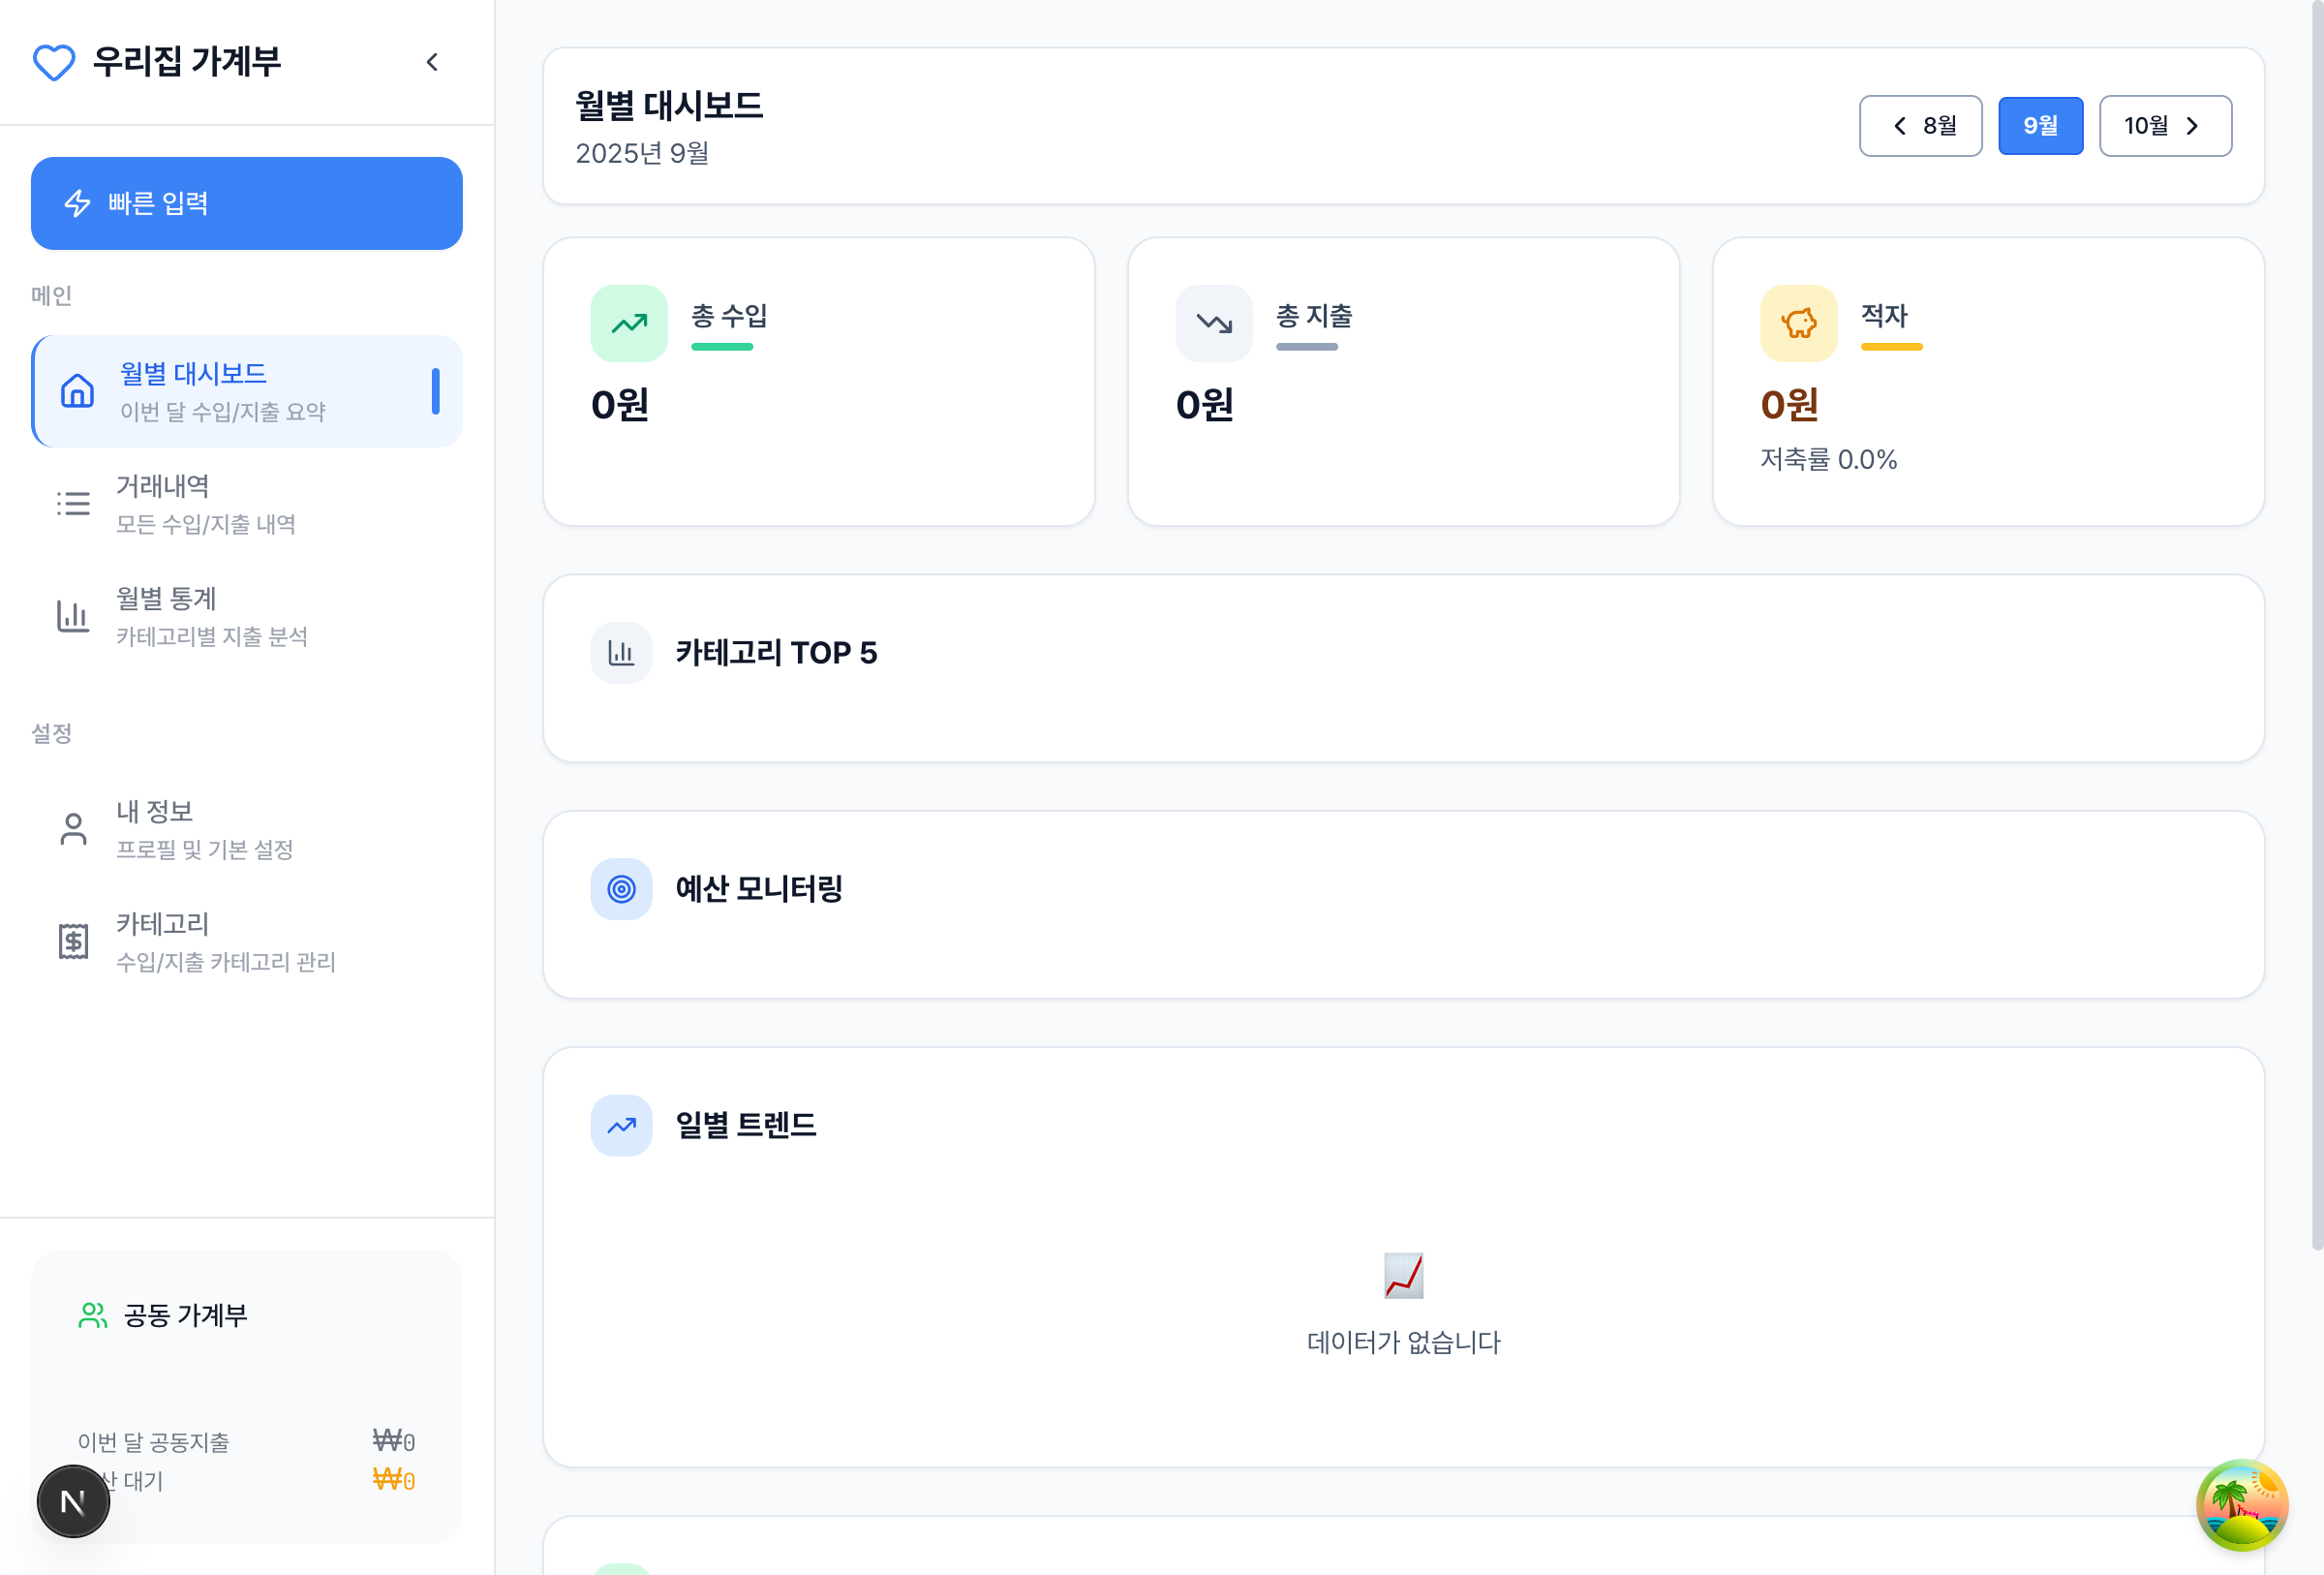 우리집 가계부
빠른 입력
메인
월별 대시보드
이번 달 수입/지출 요약
거래내역
모든 수입/지출 내역
월별 통계
카테고리별 지출 분석
설정
내 정보
프로필 및 기본 설정
카테고리
수입/지출 카테고리 관리
공동 가계부
이번 달 공동지출 ₩0
산 대기 ₩0
N
월별 대시보드
2025년 9월
8월 9월 10월
총 수입
0원
총 지출
0원
적자
0원
저축률 0.0%
카테고리 TOP 5
예산 모니터링
일별 트렌드
데이터가 없습니다